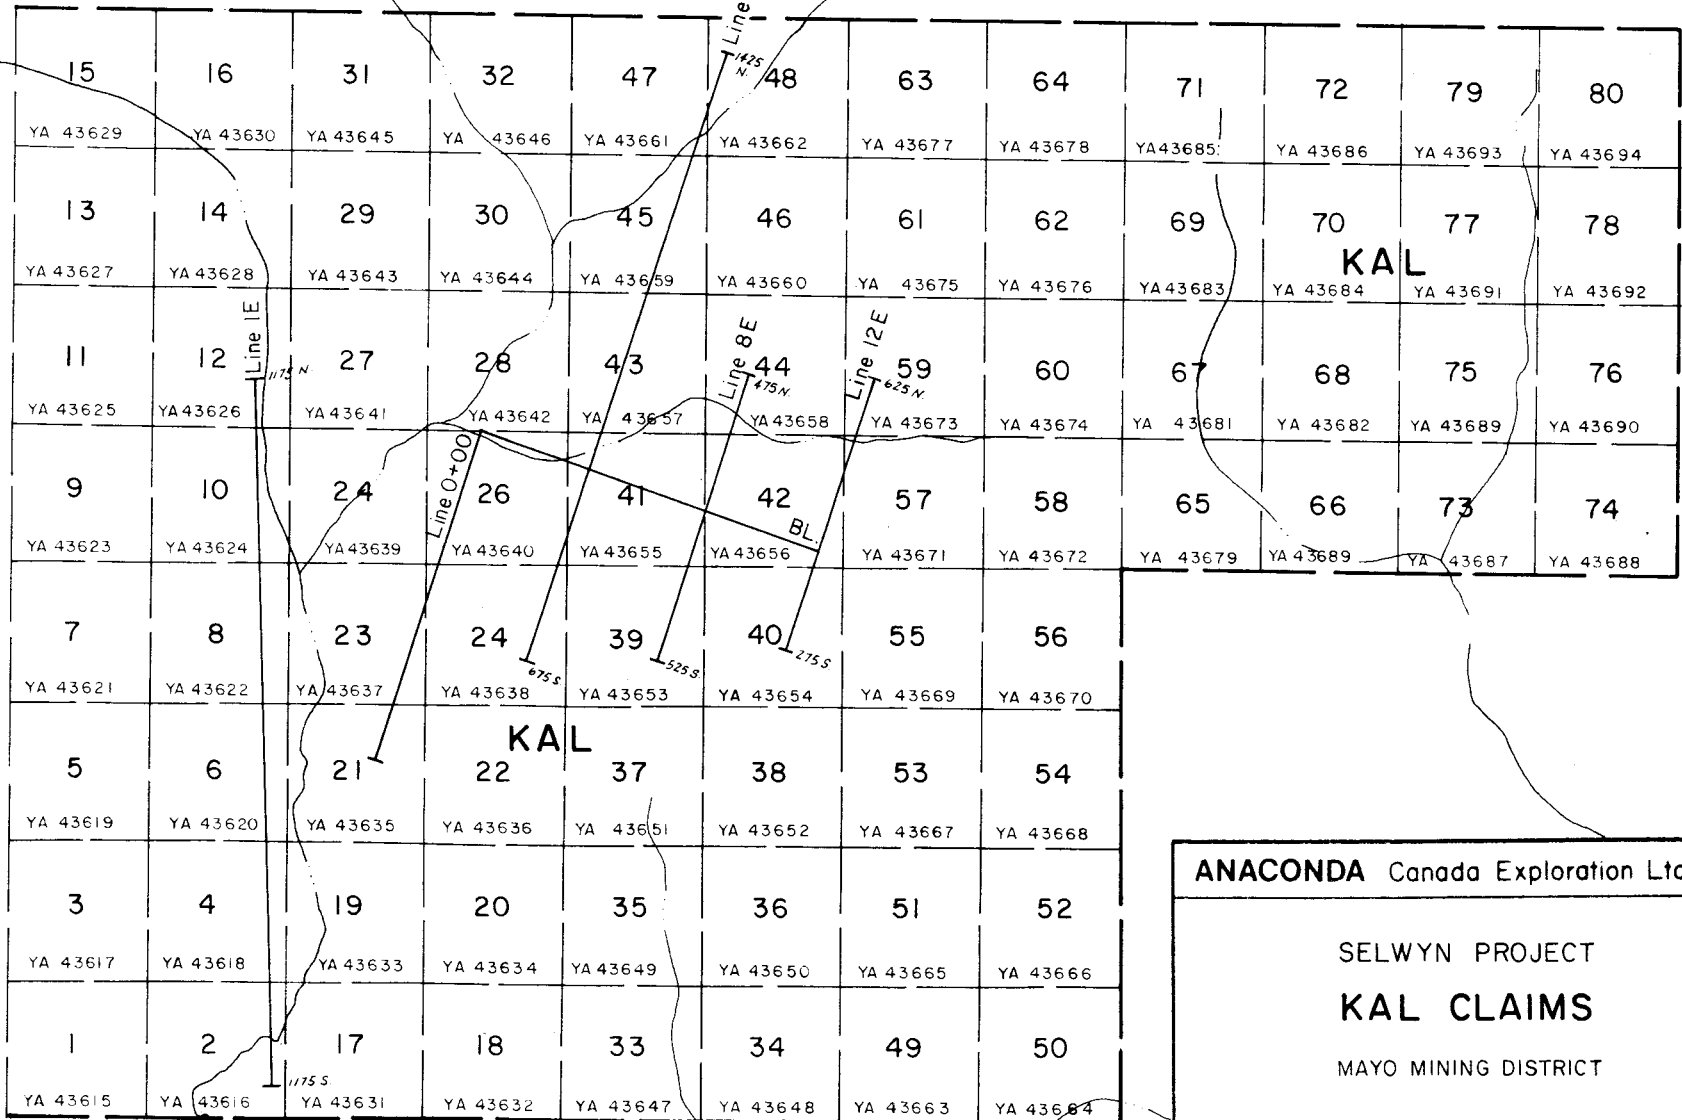 Line
1425 N.
15 16 31 32 47 48 63 64 71 72 79 80
YA 43629 YA 43630 YA 43645 YA 43646 YA 43661 YA 43662 YA 43677 YA 43678 YA 43685 YA 43686 YA 43693 YA 43694
13 14 29 30 45 46 61 62 69 70 77 78
KAL
YA 43627 YA 43628 YA 43643 YA 43644 YA 43659 YA 43660 YA 43675 YA 43676 YA 43683 YA 43684 YA 43691 YA 43692
Line 1E
Line 8E
Line 12E
11 12 27 28 43 44 59 60 67 68 75 76
1175 N.
475 N.
625 N.
YA 43625 YA 43626 YA 43641 YA 43642 YA 43657 YA 43658 YA 43673 YA 43674 YA 43681 YA 43682 YA 43689 YA 43690
Line 0+00
9 10 24 26 41 42 57 58 65 66 73 74
BL.
YA 43623 YA 43624 YA 43639 YA 43640 YA 43655 YA 43656 YA 43671 YA 43672 YA 43679 YA 43689 YA 43687 YA 43688
7 8 23 24 39 40 55 56
675 S.
525 S.
275 S.
YA 43621 YA 43622 YA 43637 YA 43638 YA 43653 YA 43654 YA 43669 YA 43670
KAL
5 6 21 22 37 38 53 54
YA 43619 YA 43620 YA 43635 YA 43636 YA 43651 YA 43652 YA 43667 YA 43668
3 4 19 20 35 36 51 52
YA 43617 YA 43618 YA 43633 YA 43634 YA 43649 YA 43650 YA 43665 YA 43666
1 2 17 18 33 34 49 50
1175 S.
YA 43615 YA 43616 YA 43631 YA 43632 YA 43647 YA 43648 YA 43663 YA 43664
ANACONDA Canada Exploration Ltd
SELWYN PROJECT
KAL CLAIMS
MAYO MINING DISTRICT